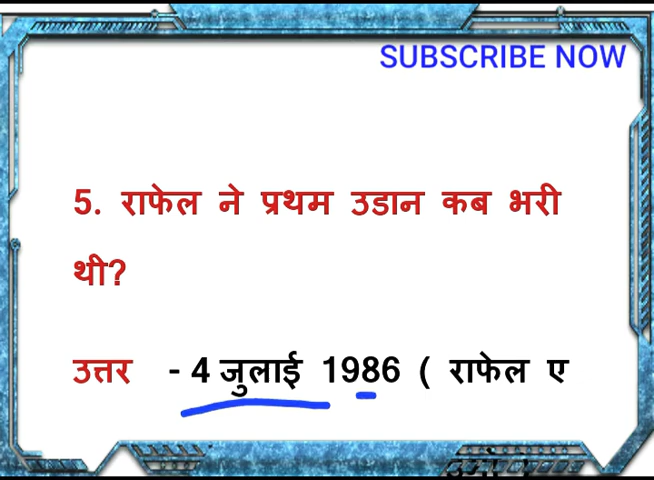 SUBSCRIBE NOW
5. राफेल ने प्रथम उडान कब भरी
थी?
उत्तर - 4 जुलाई 1986 ( राफेल ए